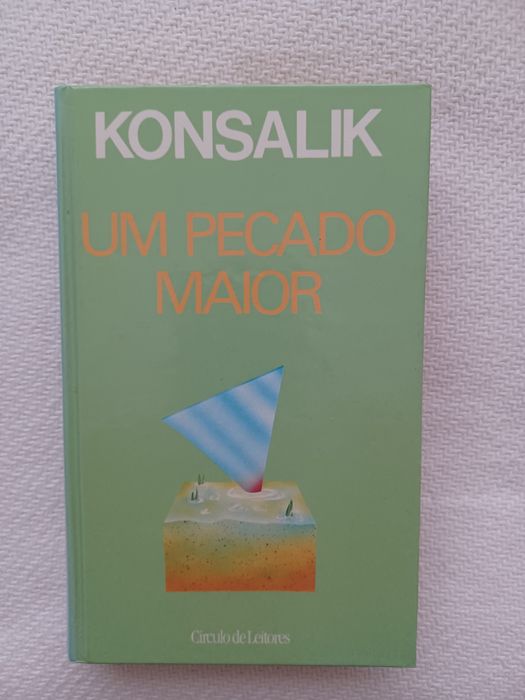 KONSALIK
UM PECADO
MAIOR
Círculo de Leitores